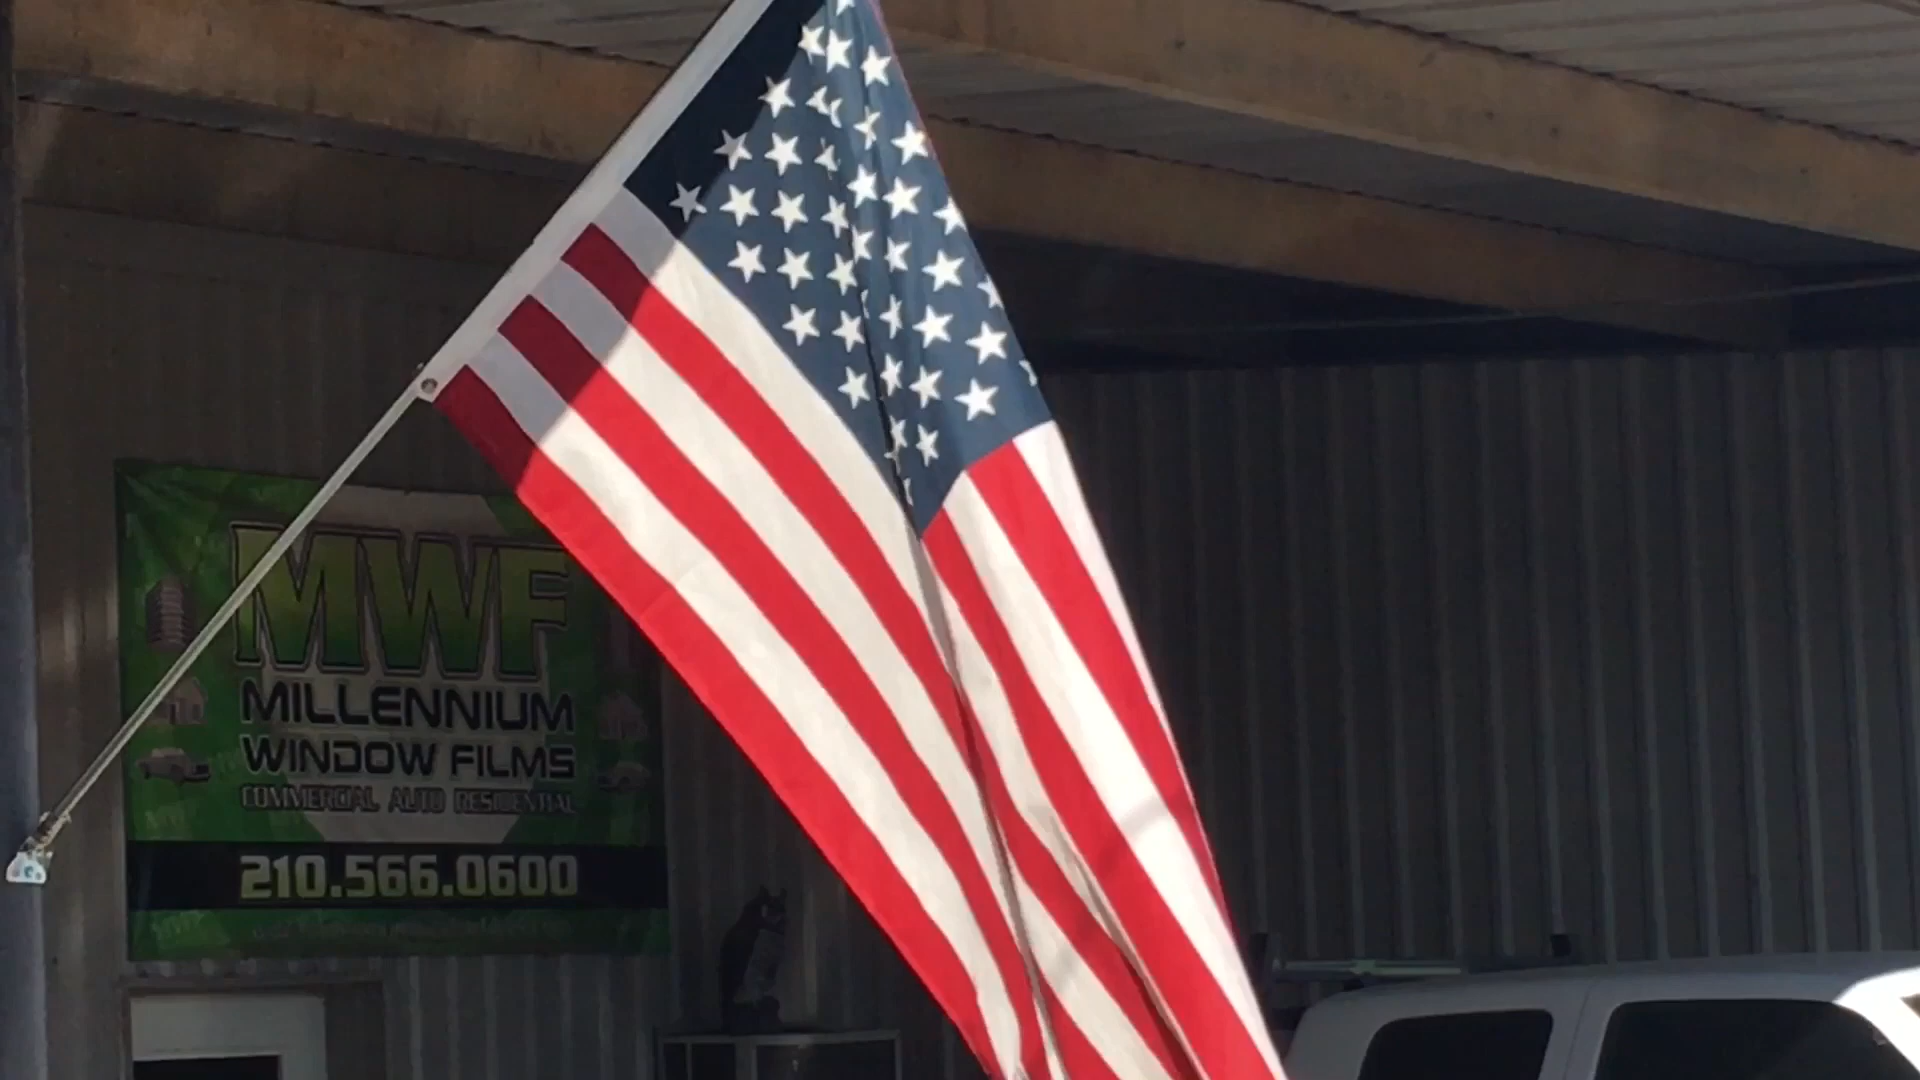 MWF
MILLENNIUM
WINDOW FILMS
COMMERCIAL AUTO RESIDENTIAL
210.566.0600